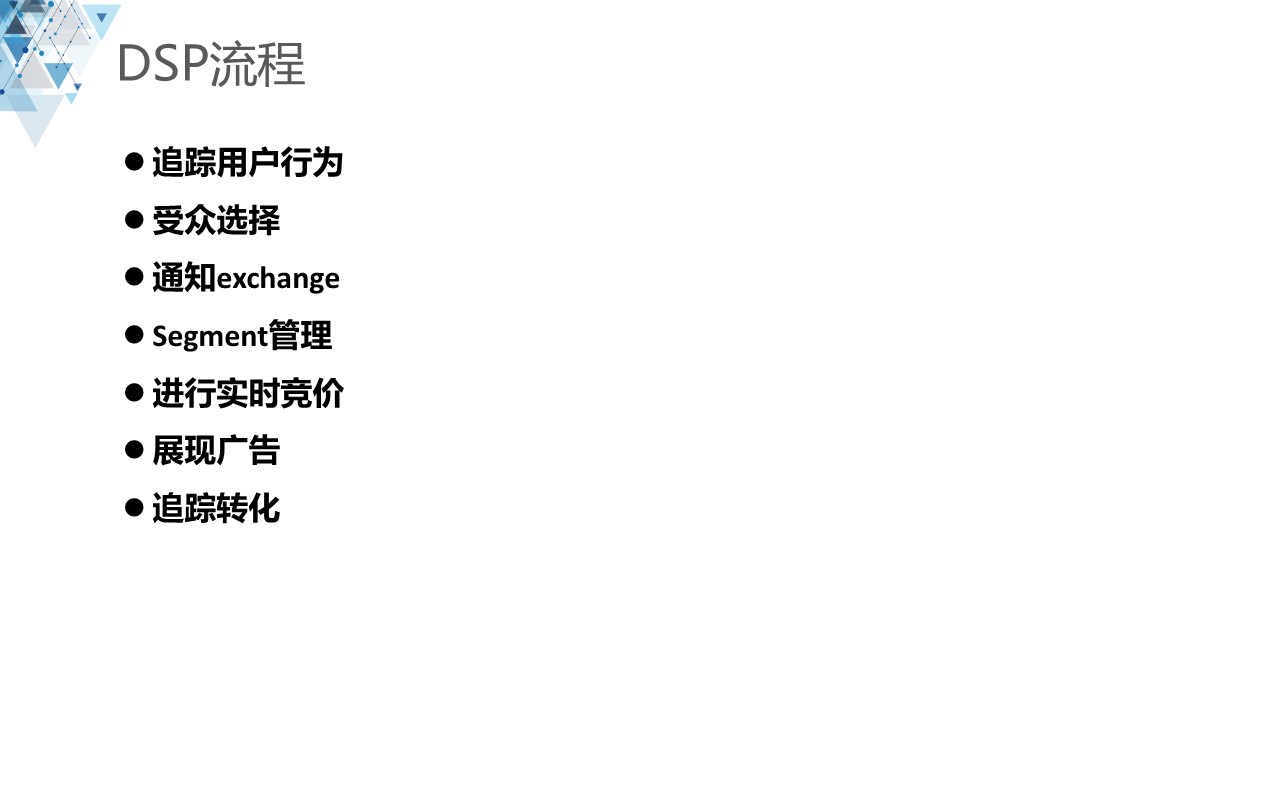 DSP流程
● 追踪用户行为
● 受众选择
● 通知exchange
● Segment管理
● 进行实时竞价
● 展现广告
● 追踪转化